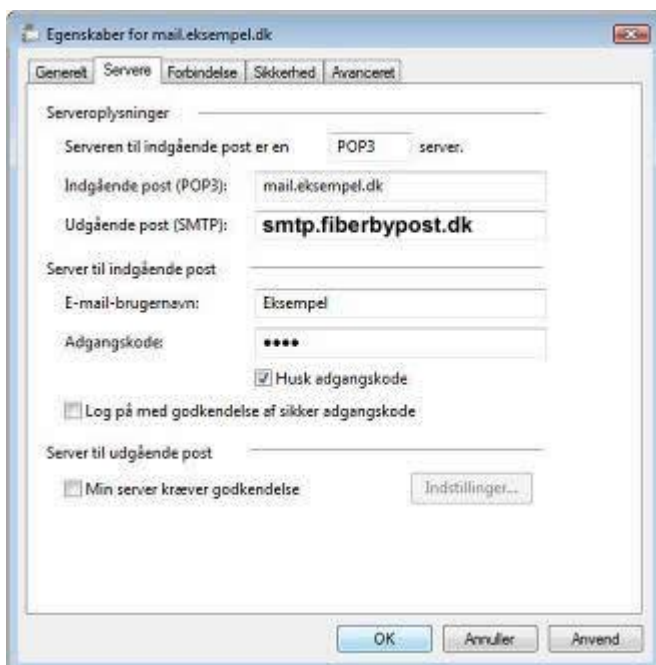 Egenskaber for mail.eksempel.dk
Generelt Servere Forbindelse Sikkerhed Avanceret
Serveroplysninger
Serveren til indgående post er en POP3 server.
Indgående post (POP3): mail.eksempel.dk
Udgående post (SMTP): smtp.fiberbypost.dk
Server til indgående post
E-mail-brugernavn: Eksempel
Adgangskode: ••••
Husk adgangskode
Log på med godkendelse af sikker adgangskode
Server til udgående post
Min server kræver godkendelse Indstillinger...
OK Annuller Anvend